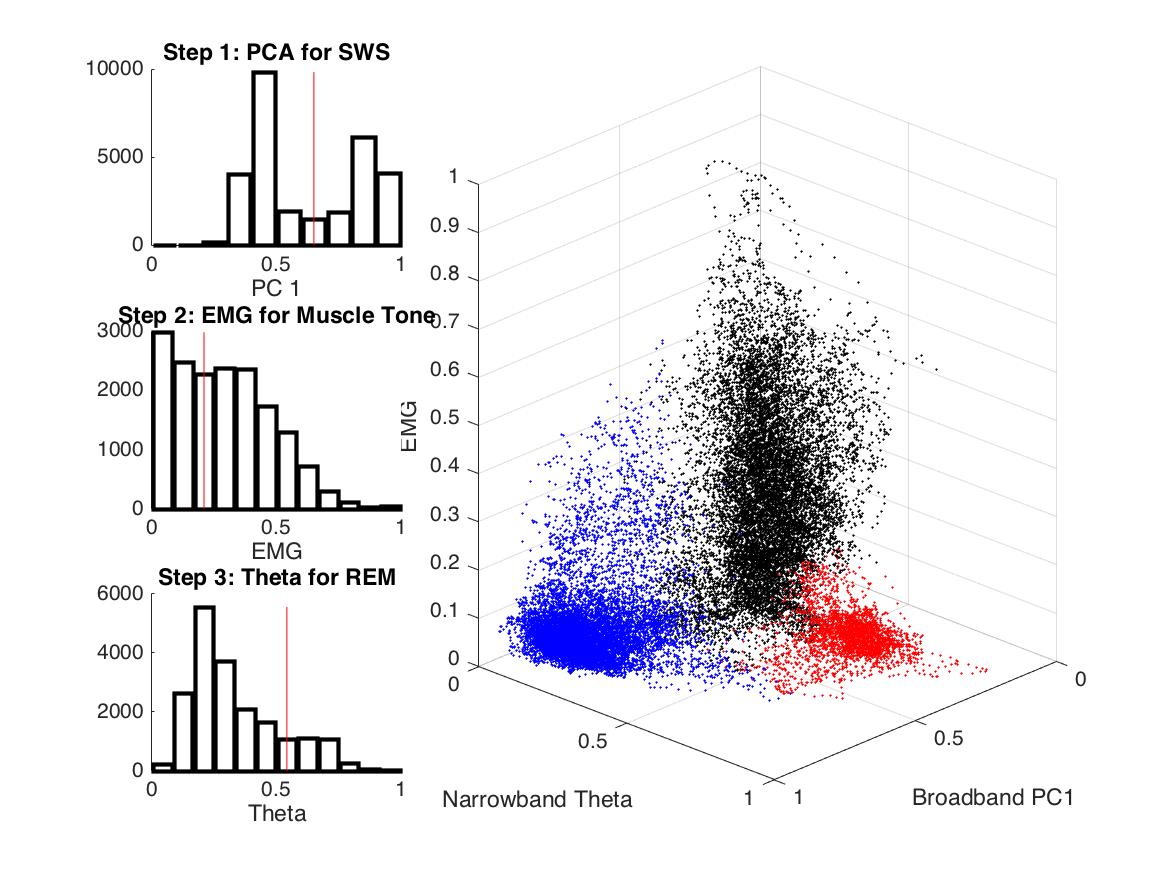 Step 1: PCA for SWS
10000
5000
0
0 0.5 1
PC 1
Step 2: EMG for Muscle Tone
3000
2000
1000
0
0 0.5 1
EMG
Step 3: Theta for REM
6000
4000
2000
0
0 0.5 1
Theta
1
0.9
0.8
0.7
0.6
0.5
0.4
0.3
0.2
0.1
0
EMG
0
0.5
1
Narrowband Theta
1
0.5
0
Broadband PC1